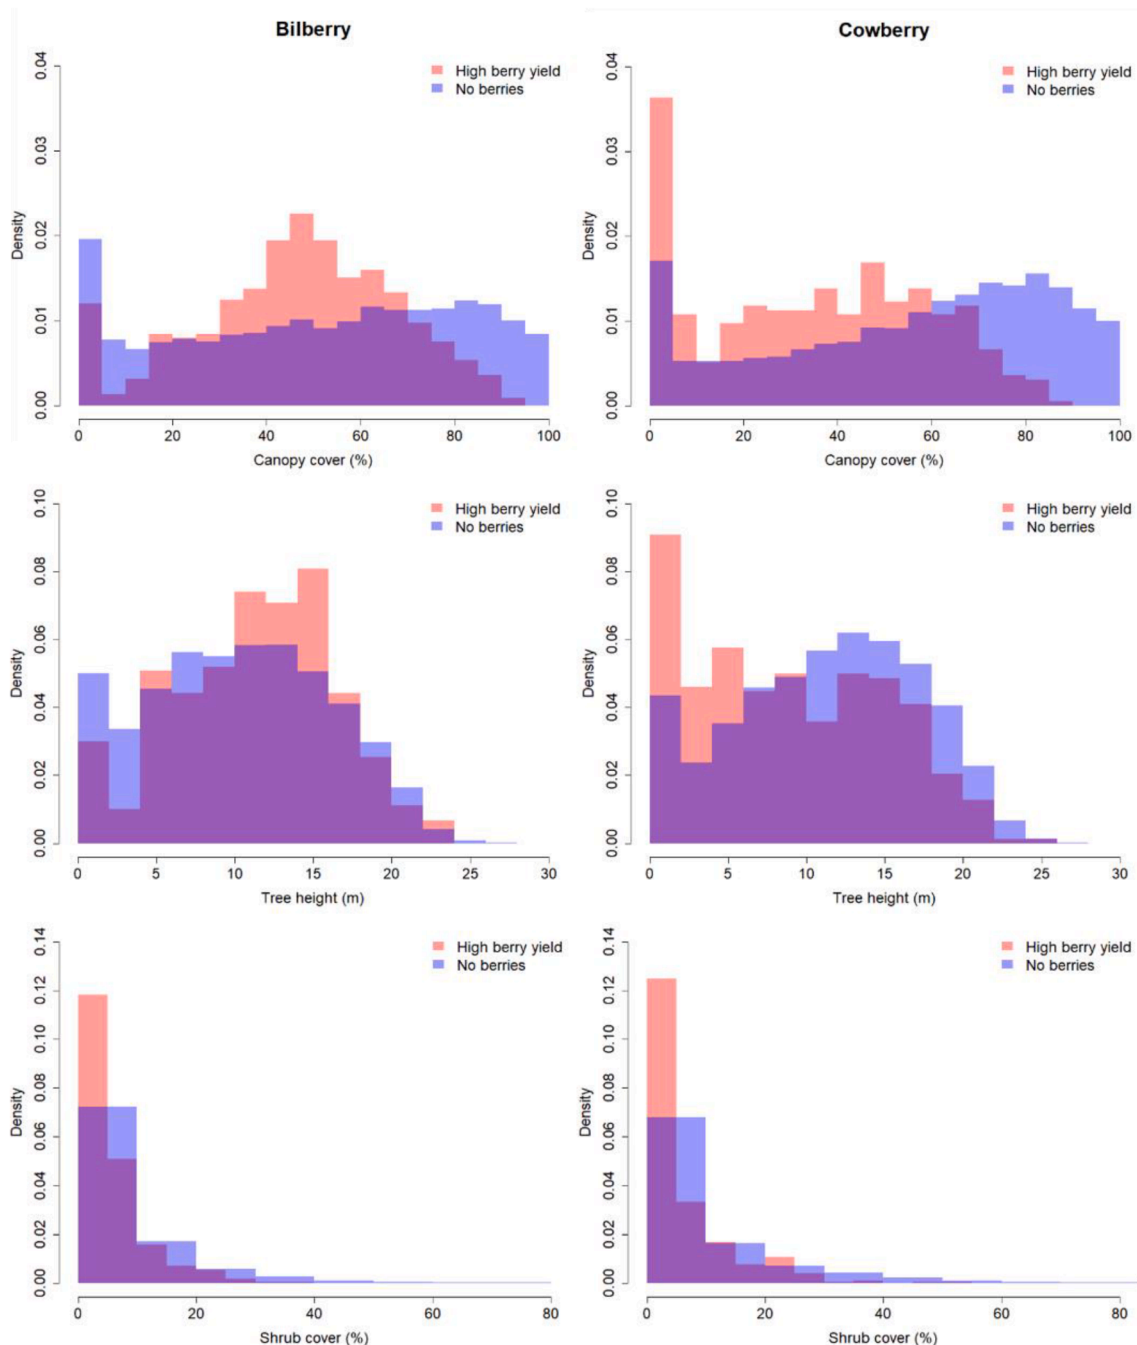 Bilberry
Cowberry
High berry yield
No berries
0.04
0.03
0.02
0.01
0.00
Density
0 20 40 60 80 100
Canopy cover (%)
High berry yield
No berries
0.04
0.03
0.02
0.01
0.00
Density
0 20 40 60 80 100
Canopy cover (%)
High berry yield
No berries
0.10
0.08
0.06
0.04
0.02
0.00
Density
0 5 10 15 20 25 30
Tree height (m)
High berry yield
No berries
0.10
0.08
0.06
0.04
0.02
0.00
Density
0 5 10 15 20 25 30
Tree height (m)
High berry yield
No berries
0.14
0.12
0.10
0.08
0.06
0.04
0.02
0.00
Density
0 20 40 60 80
Shrub cover (%)
High berry yield
No berries
0.14
0.12
0.10
0.08
0.06
0.04
0.02
0.00
Density
0 20 40 60 80
Shrub cover (%)